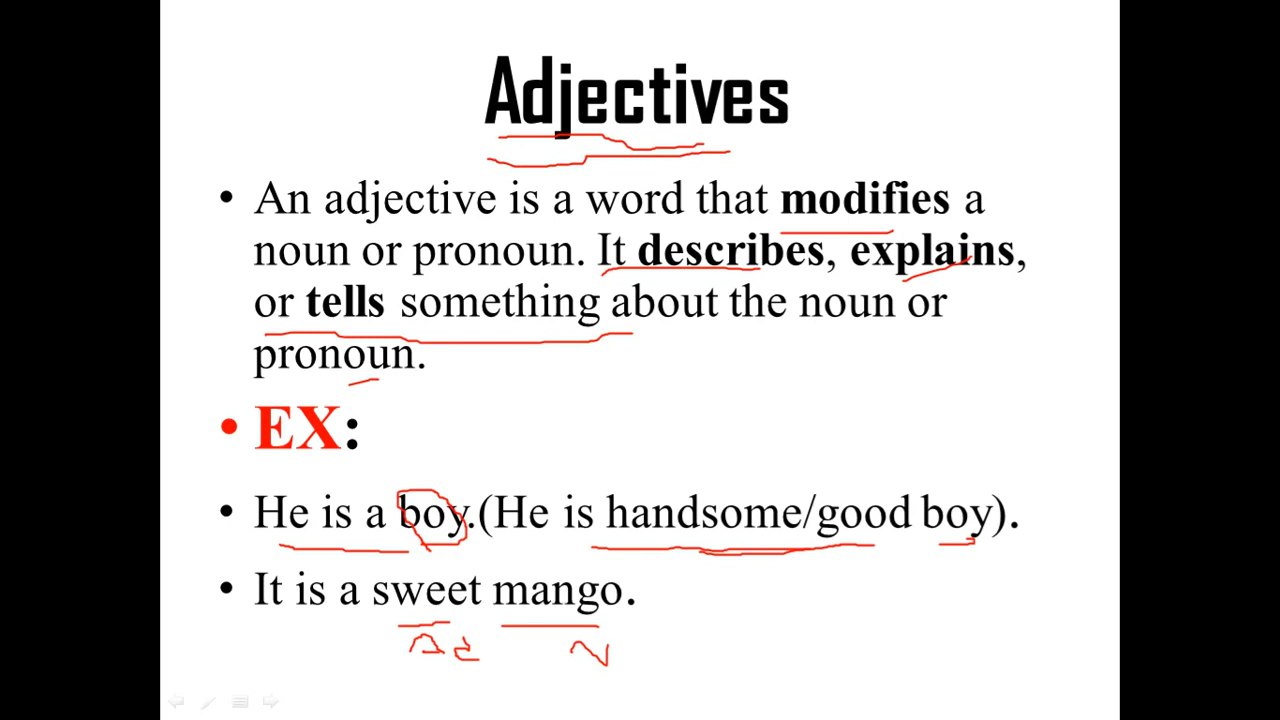 Adjectives
• An adjective is a word that modifies a
noun or pronoun. It describes, explains,
or tells something about the noun or
pronoun.
• EX:
• He is a boy.(He is handsome/good boy).
• It is a sweet mango.
N